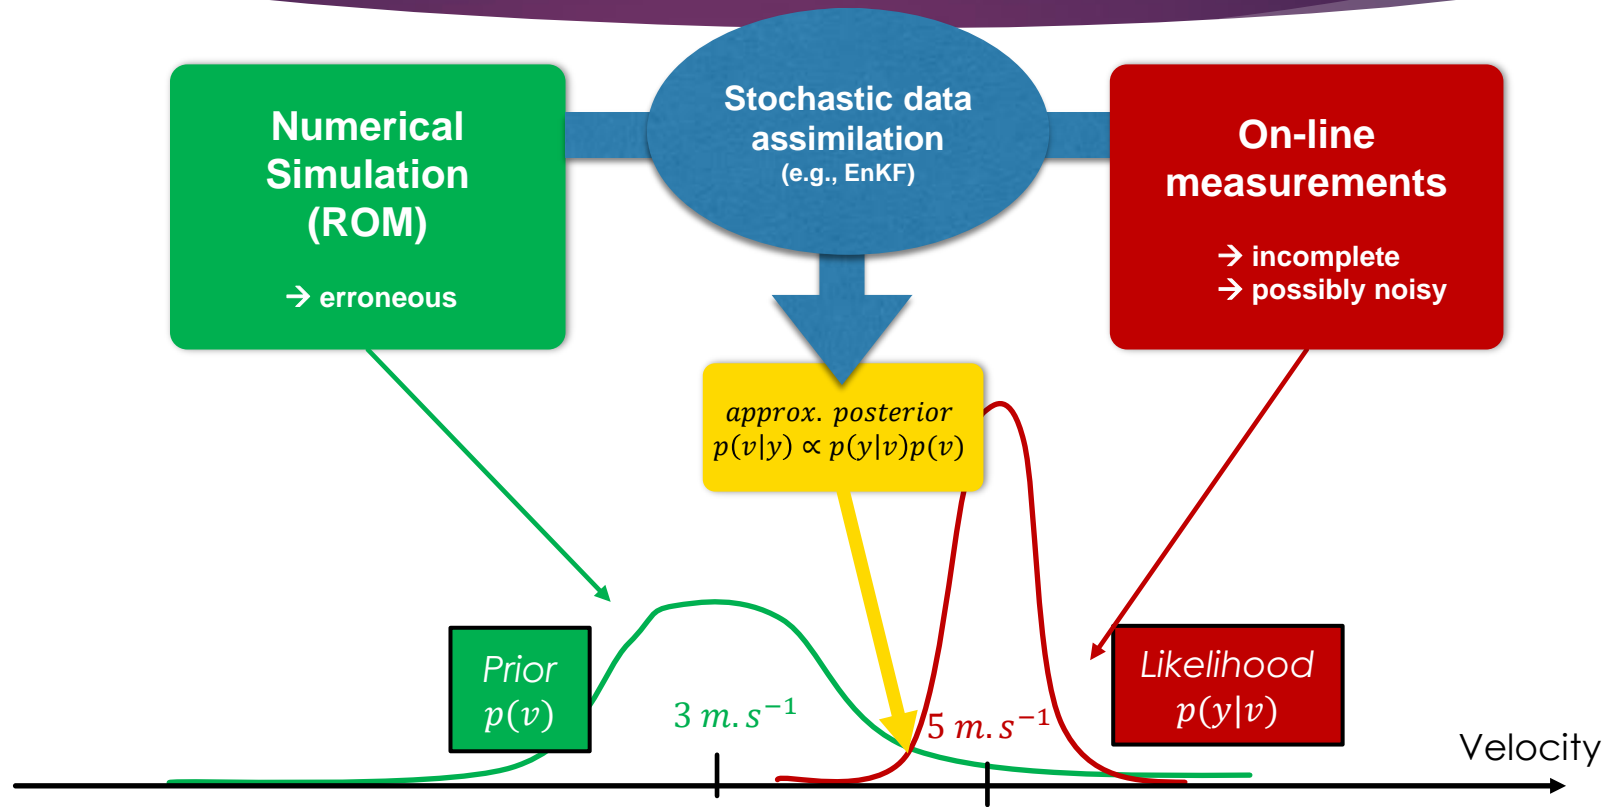 Numerical
Simulation
(ROM)
→ erroneous
Stochastic data
assimilation
(e.g., EnKF)
On-line
measurements
→ incomplete
→ possibly noisy
approx. posterior
p(v|y) ∝ p(y|v)p(v)
Prior
p(v)
3 m.s⁻¹
5 m.s⁻¹
Likelihood
p(y|v)
Velocity